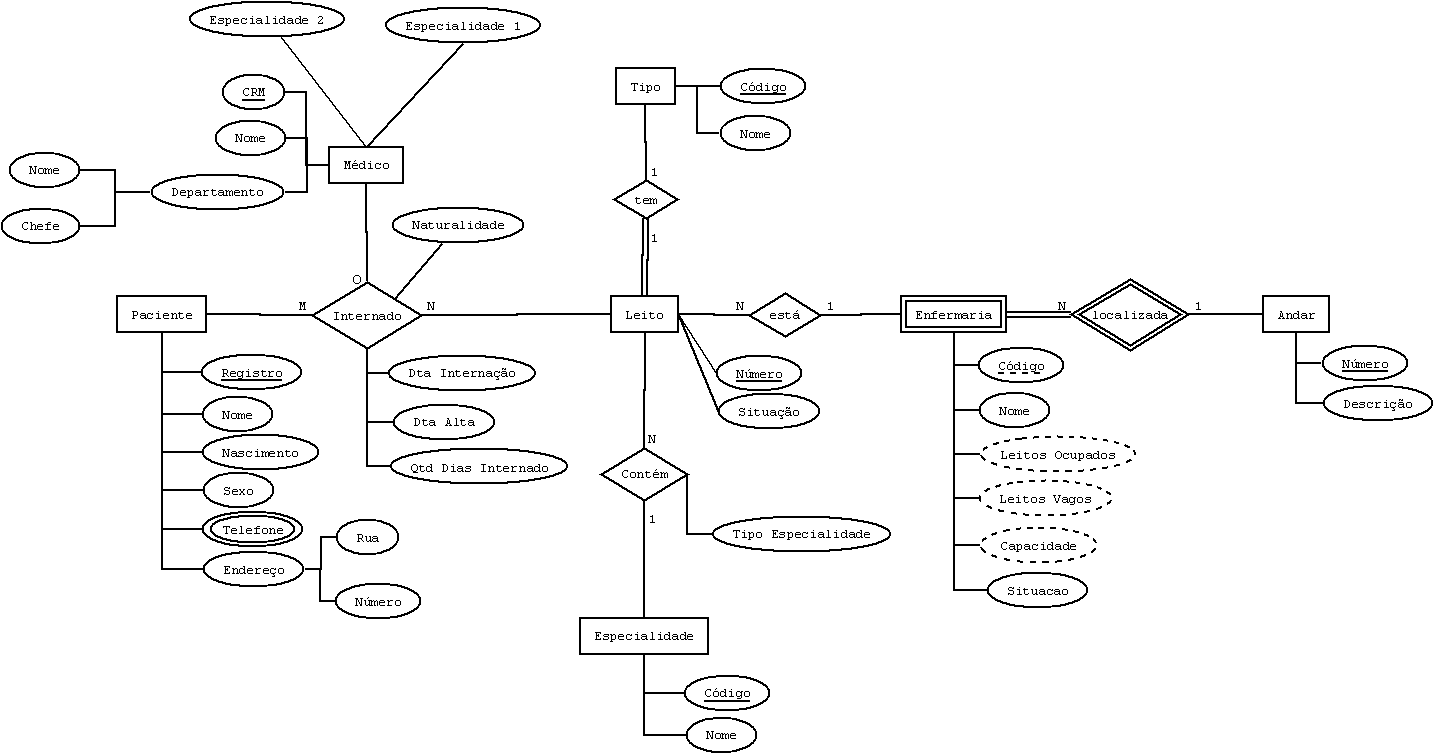 Especialidade 2
Especialidade 1
CRM
Nome
Médico
Nome
Departamento
Chefe
Tipo
Código
Nome
1
tem
1
Naturalidade
O
Paciente
M
Internado
N
Leito
N
está
1
Enfermaria
N
localizada
1
Andar
Registro
Nome
Nascimento
Sexo
Telefone
Endereço
Rua
Número
Dta Internação
Dta Alta
Qtd Dias Internado
Número
Situação
N
Contém
1
Tipo Especialidade
Especialidade
Código
Nome
Código
Nome
Leitos Ocupados
Leitos Vagos
Capacidade
Situacao
Número
Descrição